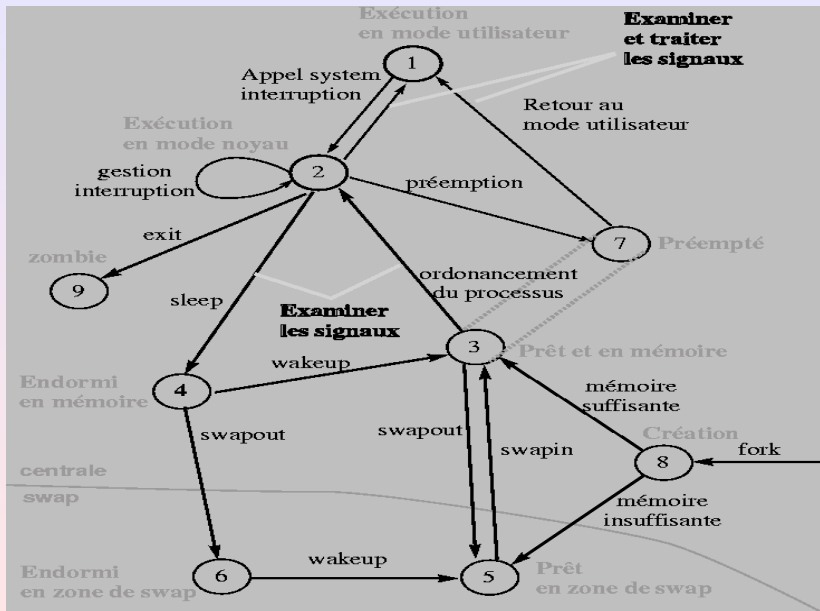 Exécution
en mode utilisateur
Examiner
et traiter
les signaux
1
Appel system
interruption
Retour au
mode utilisateur
Exécution
en mode noyau
gestion
interruption
2
préemption
7
Préempté
exit
zombie
9
sleep
ordonancement
du processus
Examiner
les signaux
3
Prêt et en mémoire
wakeup
Endormi
en mémoire
4
mémoire
suffisante
swapout
swapout
swapin
Création
8
fork
centrale
swap
mémoire
insuffisante
Endormi
en zone de swap
6
wakeup
5
Prêt
en zone de swap